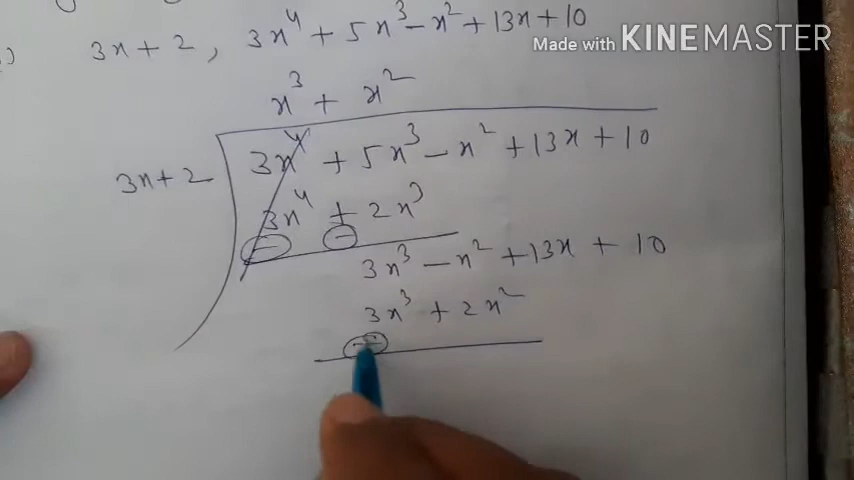 3x + 2 , 3x⁴ + 5x³ - x² + 13x + 10
Made with KINEMASTER
x³ + x²
3x + 2 3x⁴ + 5x³ - x² + 13x + 10
3x⁴ + 2x³
- -
3x³ - x² + 13x + 10
3x³ + 2x²
-